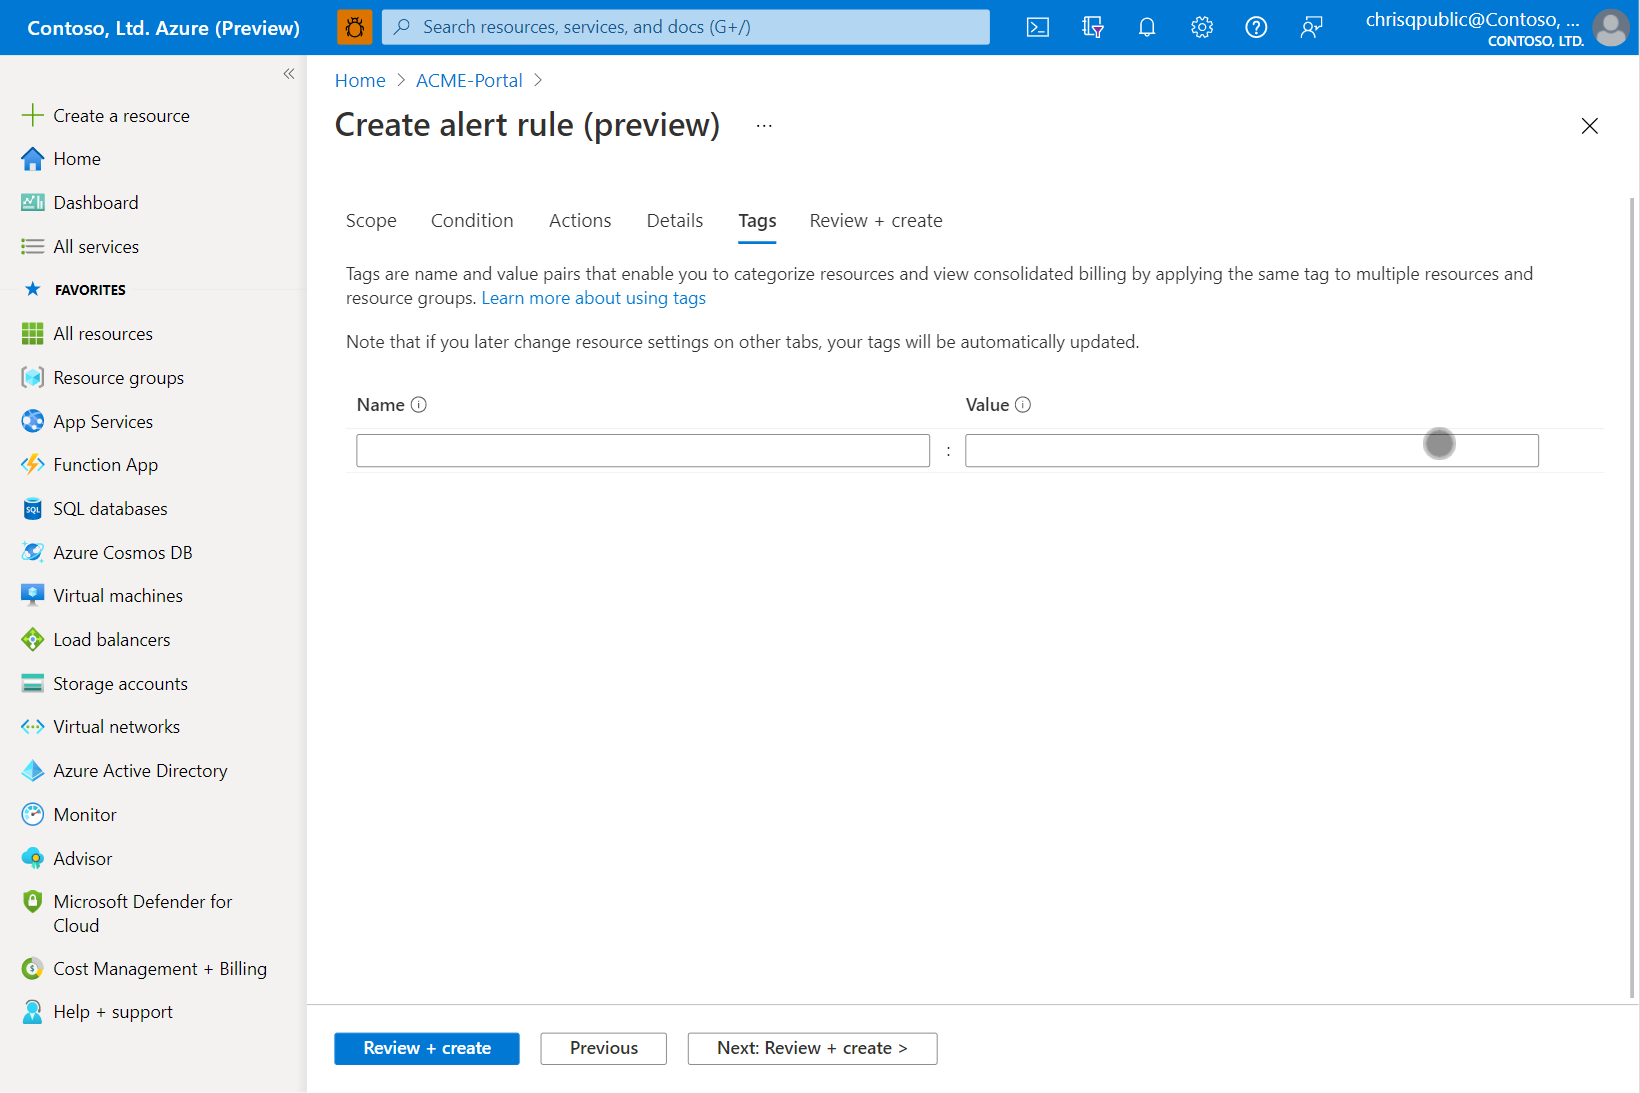 Contoso, Ltd. Azure (Preview)
Search resources, services, and docs (G+/)
chrisqpublic@Contoso, ...
CONTOSO, LTD.
Create a resource
Home
Dashboard
All services
FAVORITES
All resources
Resource groups
App Services
Function App
SQL databases
Azure Cosmos DB
Virtual machines
Load balancers
Storage accounts
Virtual networks
Azure Active Directory
Monitor
Advisor
Microsoft Defender for
Cloud
Cost Management + Billing
Help + support
Home > ACME-Portal >
Create alert rule (preview) ...
Scope Condition Actions Details Tags Review + create
Tags are name and value pairs that enable you to categorize resources and view consolidated billing by applying the same tag to multiple resources and
resource groups. Learn more about using tags
Note that if you later change resource settings on other tabs, your tags will be automatically updated.
Name Value
:
Review + create Previous Next: Review + create >